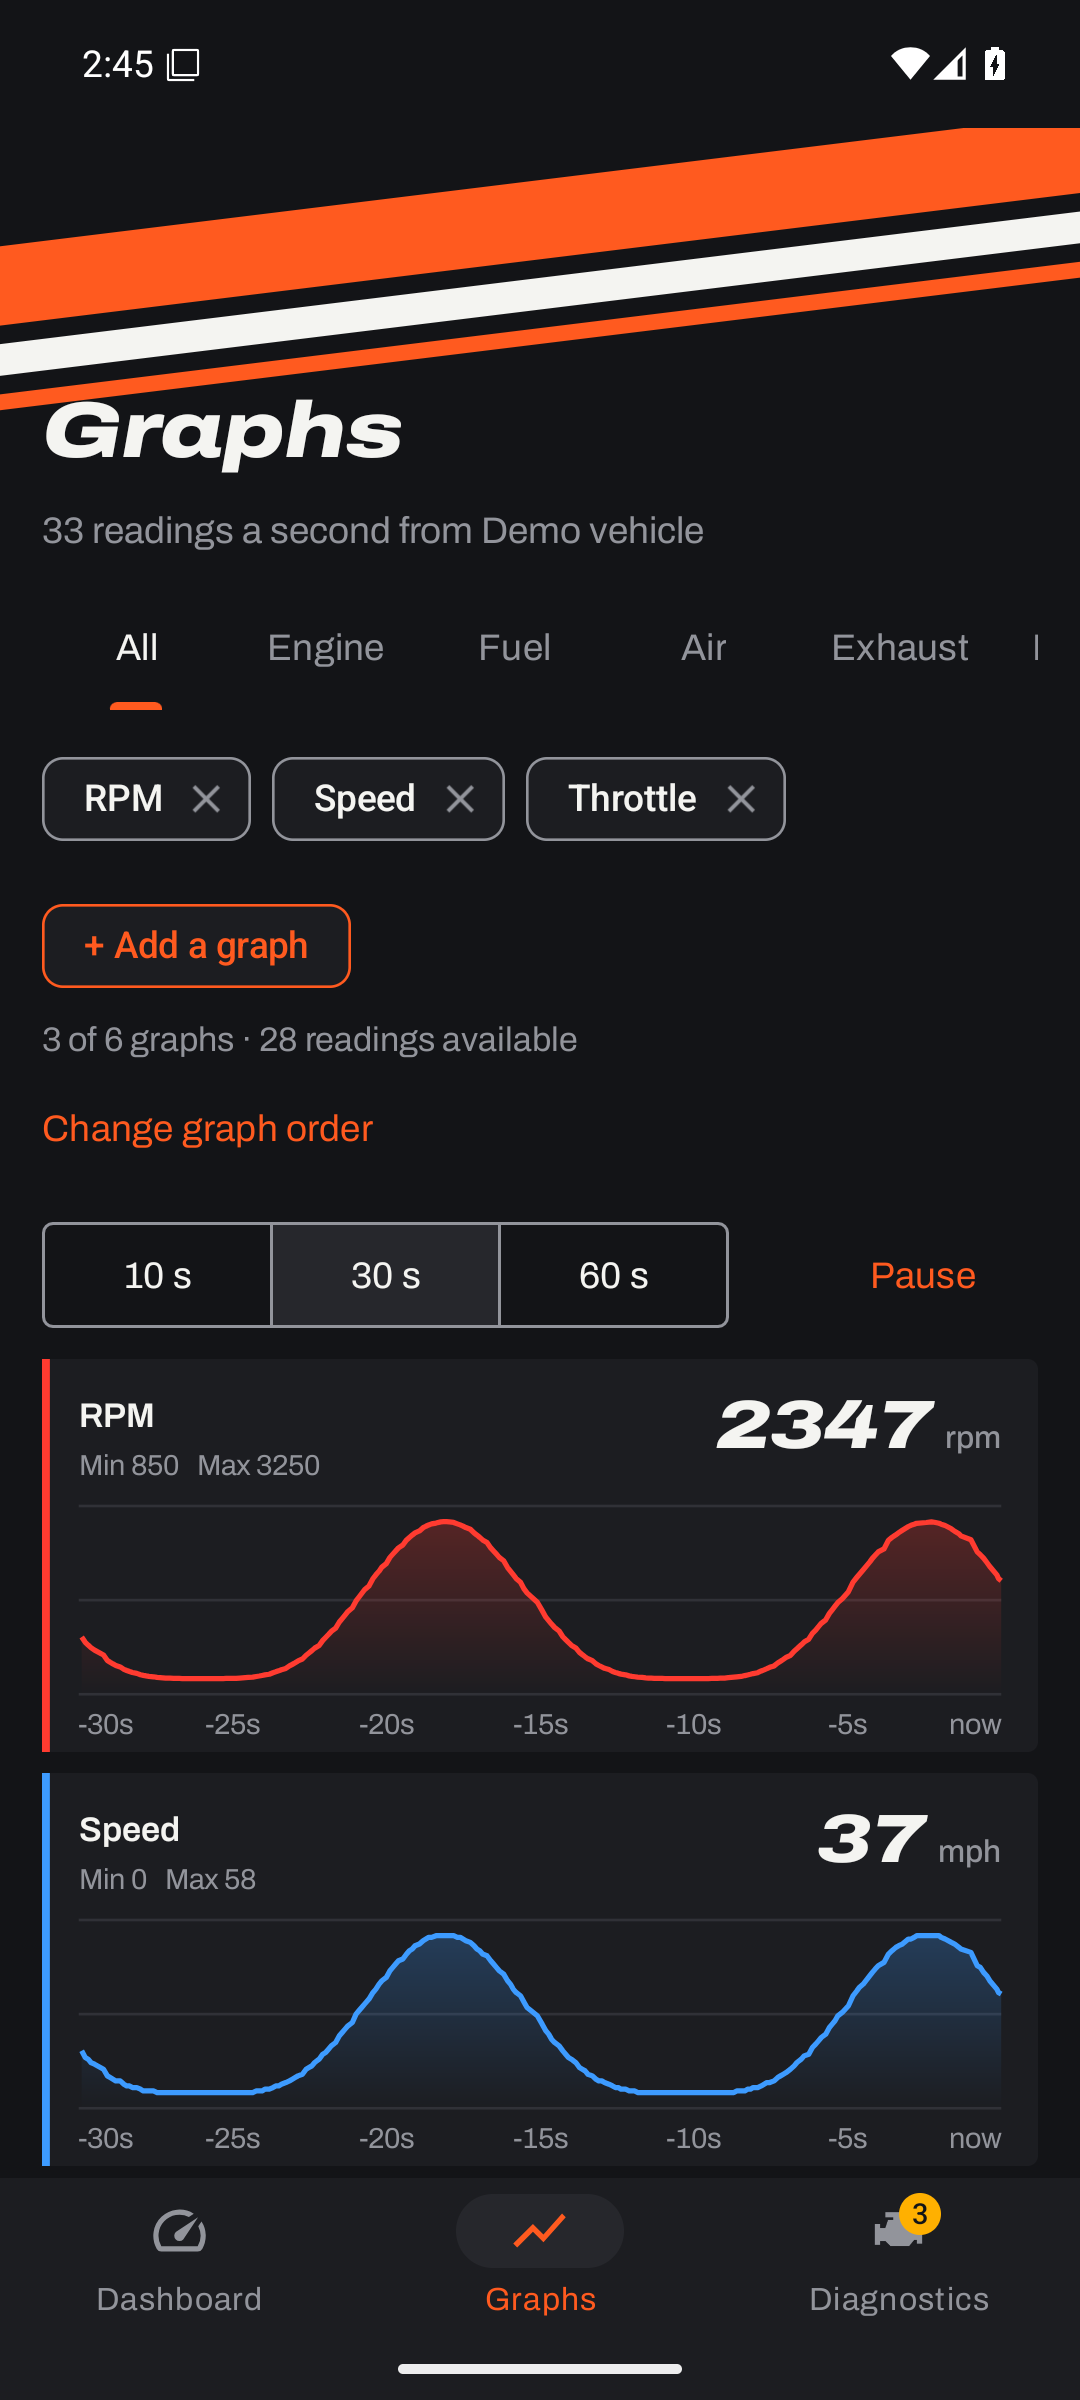 2:45
Graphs
33 readings a second from Demo vehicle
All Engine Fuel Air Exhaust
RPM Speed Throttle
+ Add a graph
3 of 6 graphs · 28 readings available
Change graph order
10 s 30 s 60 s Pause
RPM 2347 rpm
Min 850 Max 3250
-30s -25s -20s -15s -10s -5s now
Speed 37 mph
Min 0 Max 58
-30s -25s -20s -15s -10s -5s now
3
Dashboard Graphs Diagnostics